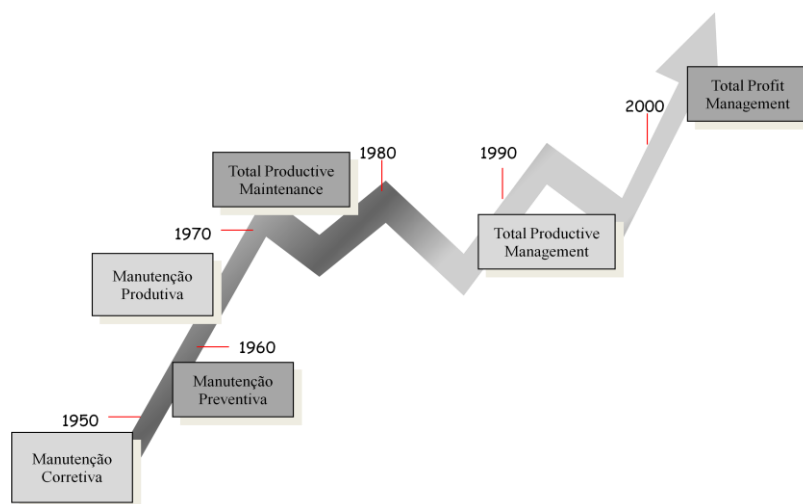 Total Profit
Management
2000
1980
1990
Total Productive
Maintenance
1970
Total Productive
Management
Manutenção
Produtiva
1960
Manutenção
Preventiva
1950
Manutenção
Corretiva